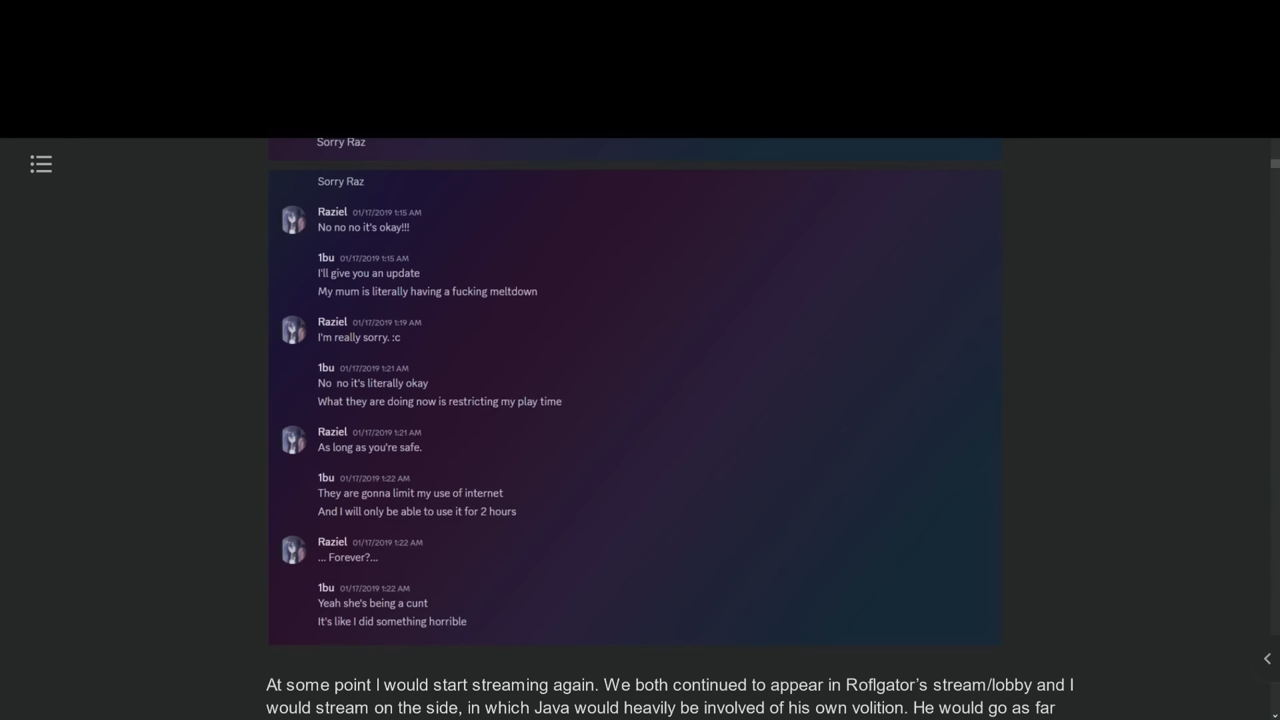 Sorry Raz
Sorry Raz
Raziel 01/17/2019 1:15 AM
No no no it's okay!!!
1bu 01/17/2019 1:15 AM
I'll give you an update
My mum is literally having a fucking meltdown
Raziel 01/17/2019 1:19 AM
I'm really sorry. :c
1bu 01/17/2019 1:21 AM
No no it's literally okay
What they are doing now is restricting my play time
Raziel 01/17/2019 1:21 AM
As long as you're safe.
1bu 01/17/2019 1:22 AM
They are gonna limit my use of internet
And I will only be able to use it for 2 hours
Raziel 01/17/2019 1:22 AM
... Forever?...
1bu 01/17/2019 1:22 AM
Yeah she's being a cunt
It's like I did something horrible
At some point I would start streaming again. We both continued to appear in Roflgator’s stream/lobby and I
would stream on the side, in which Java would heavily be involved of his own volition. He would go as far